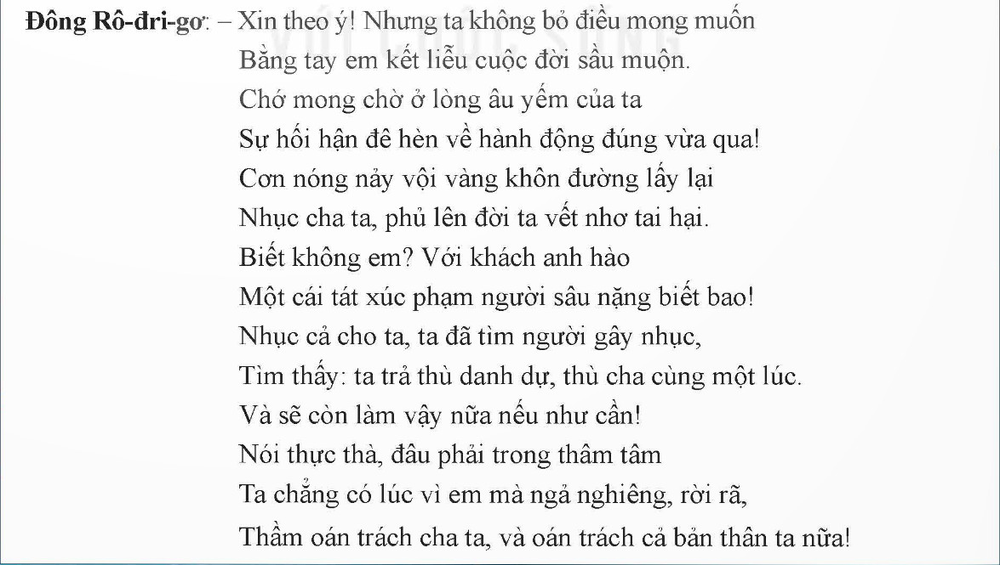 Đông Rô-đri-gơ: – Xin theo ý! Nhưng ta không bỏ điều mong muốn
Bằng tay em kết liễu cuộc đời sầu muộn.
Chớ mong chờ ở lòng âu yếm của ta
Sự hối hận đê hèn về hành động đúng vừa qua!
Cơn nóng nảy vội vàng khôn đường lấy lại
Nhục cha ta, phủ lên đời ta vết nhơ tai hại.
Biết không em? Với khách anh hào
Một cái tát xúc phạm người sâu nặng biết bao!
Nhục cả cho ta, ta đã tìm người gây nhục,
Tìm thấy: ta trả thù danh dự, thù cha cùng một lúc.
Và sẽ còn làm vậy nữa nếu như cần!
Nói thực thà, đâu phải trong thâm tâm
Ta chẳng có lúc vì em mà ngả nghiêng, rời rã,
Thầm oán trách cha ta, và oán trách cả bản thân ta nữa!